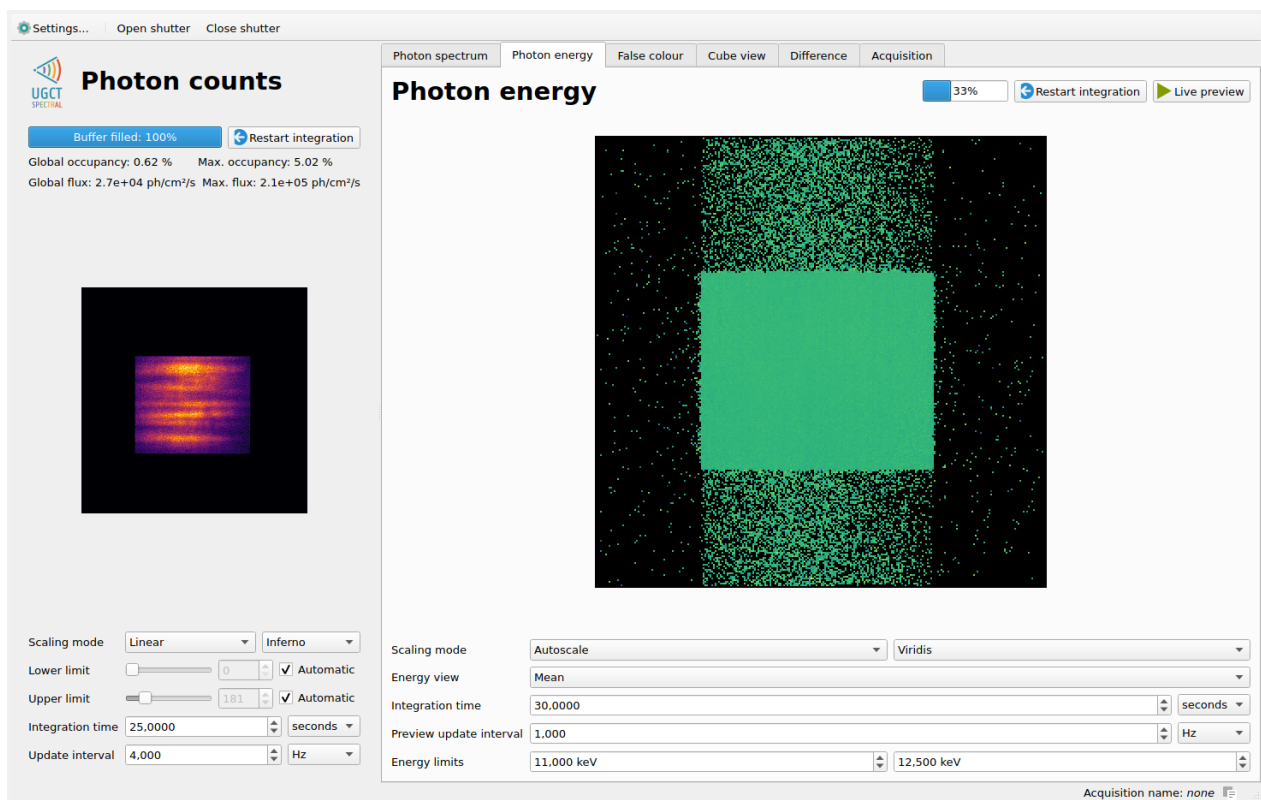 Settings... Open shutter Close shutter
UGCT
SPECTRAL
Photon counts
Buffer filled: 100% Restart integration
Global occupancy: 0.62 % Max. occupancy: 5.02 %
Global flux: 2.7e+04 ph/cm²/s Max. flux: 2.1e+05 ph/cm²/s
Scaling mode Linear Inferno
Lower limit 0 Automatic
Upper limit 181 Automatic
Integration time 25,0000 seconds
Update interval 4,000 Hz
Photon spectrum Photon energy False colour Cube view Difference Acquisition
Photon energy 33% Restart integration Live preview
Scaling mode Autoscale Viridis
Energy view Mean
Integration time 30,0000 seconds
Preview update interval 1,000 Hz
Energy limits 11,000 keV 12,500 keV
Acquisition name: none